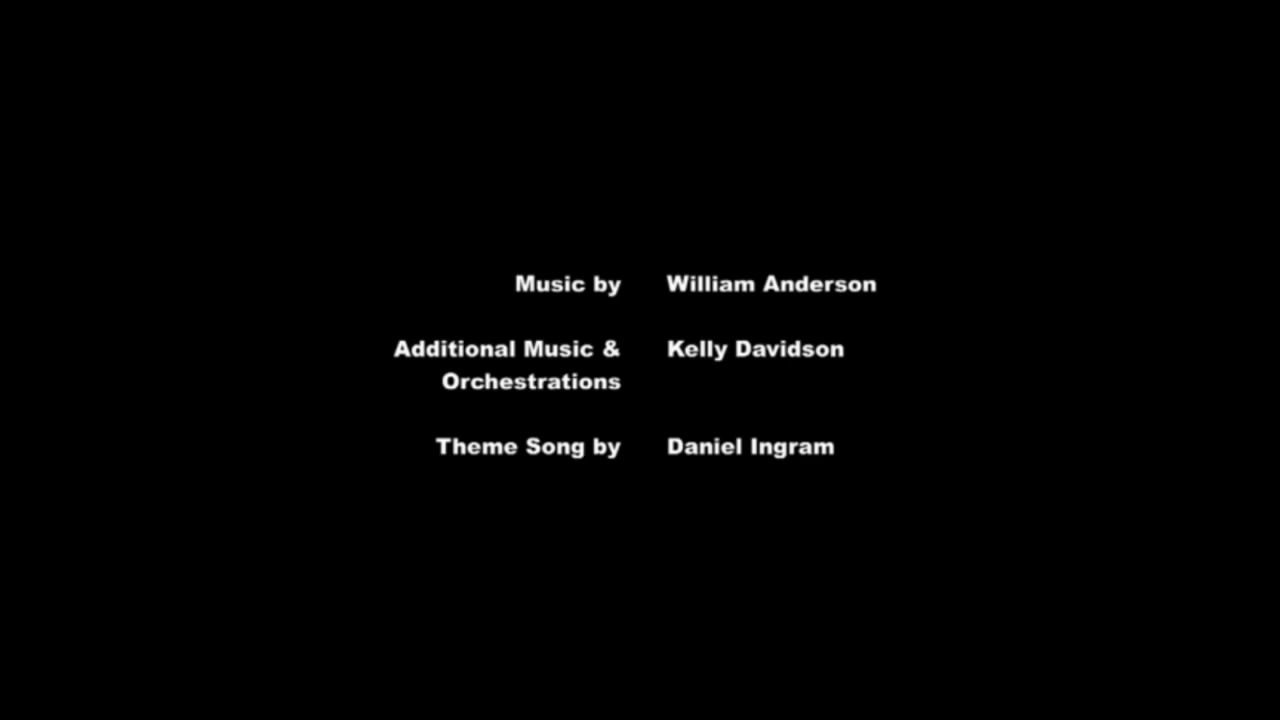 Music by William Anderson
Additional Music & Kelly Davidson
Orchestrations
Theme Song by Daniel Ingram